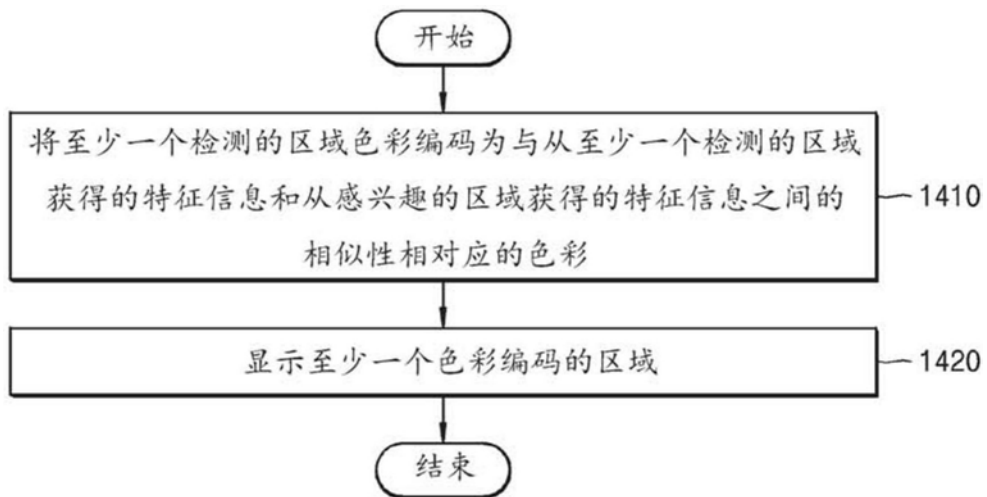 开始
将至少一个检测的区域色彩编码为与从至少一个检测的区域
获得的特征信息和从感兴趣的区域获得的特征信息之间的
相似性相对应的色彩
1410
显示至少一个色彩编码的区域
1420
结束